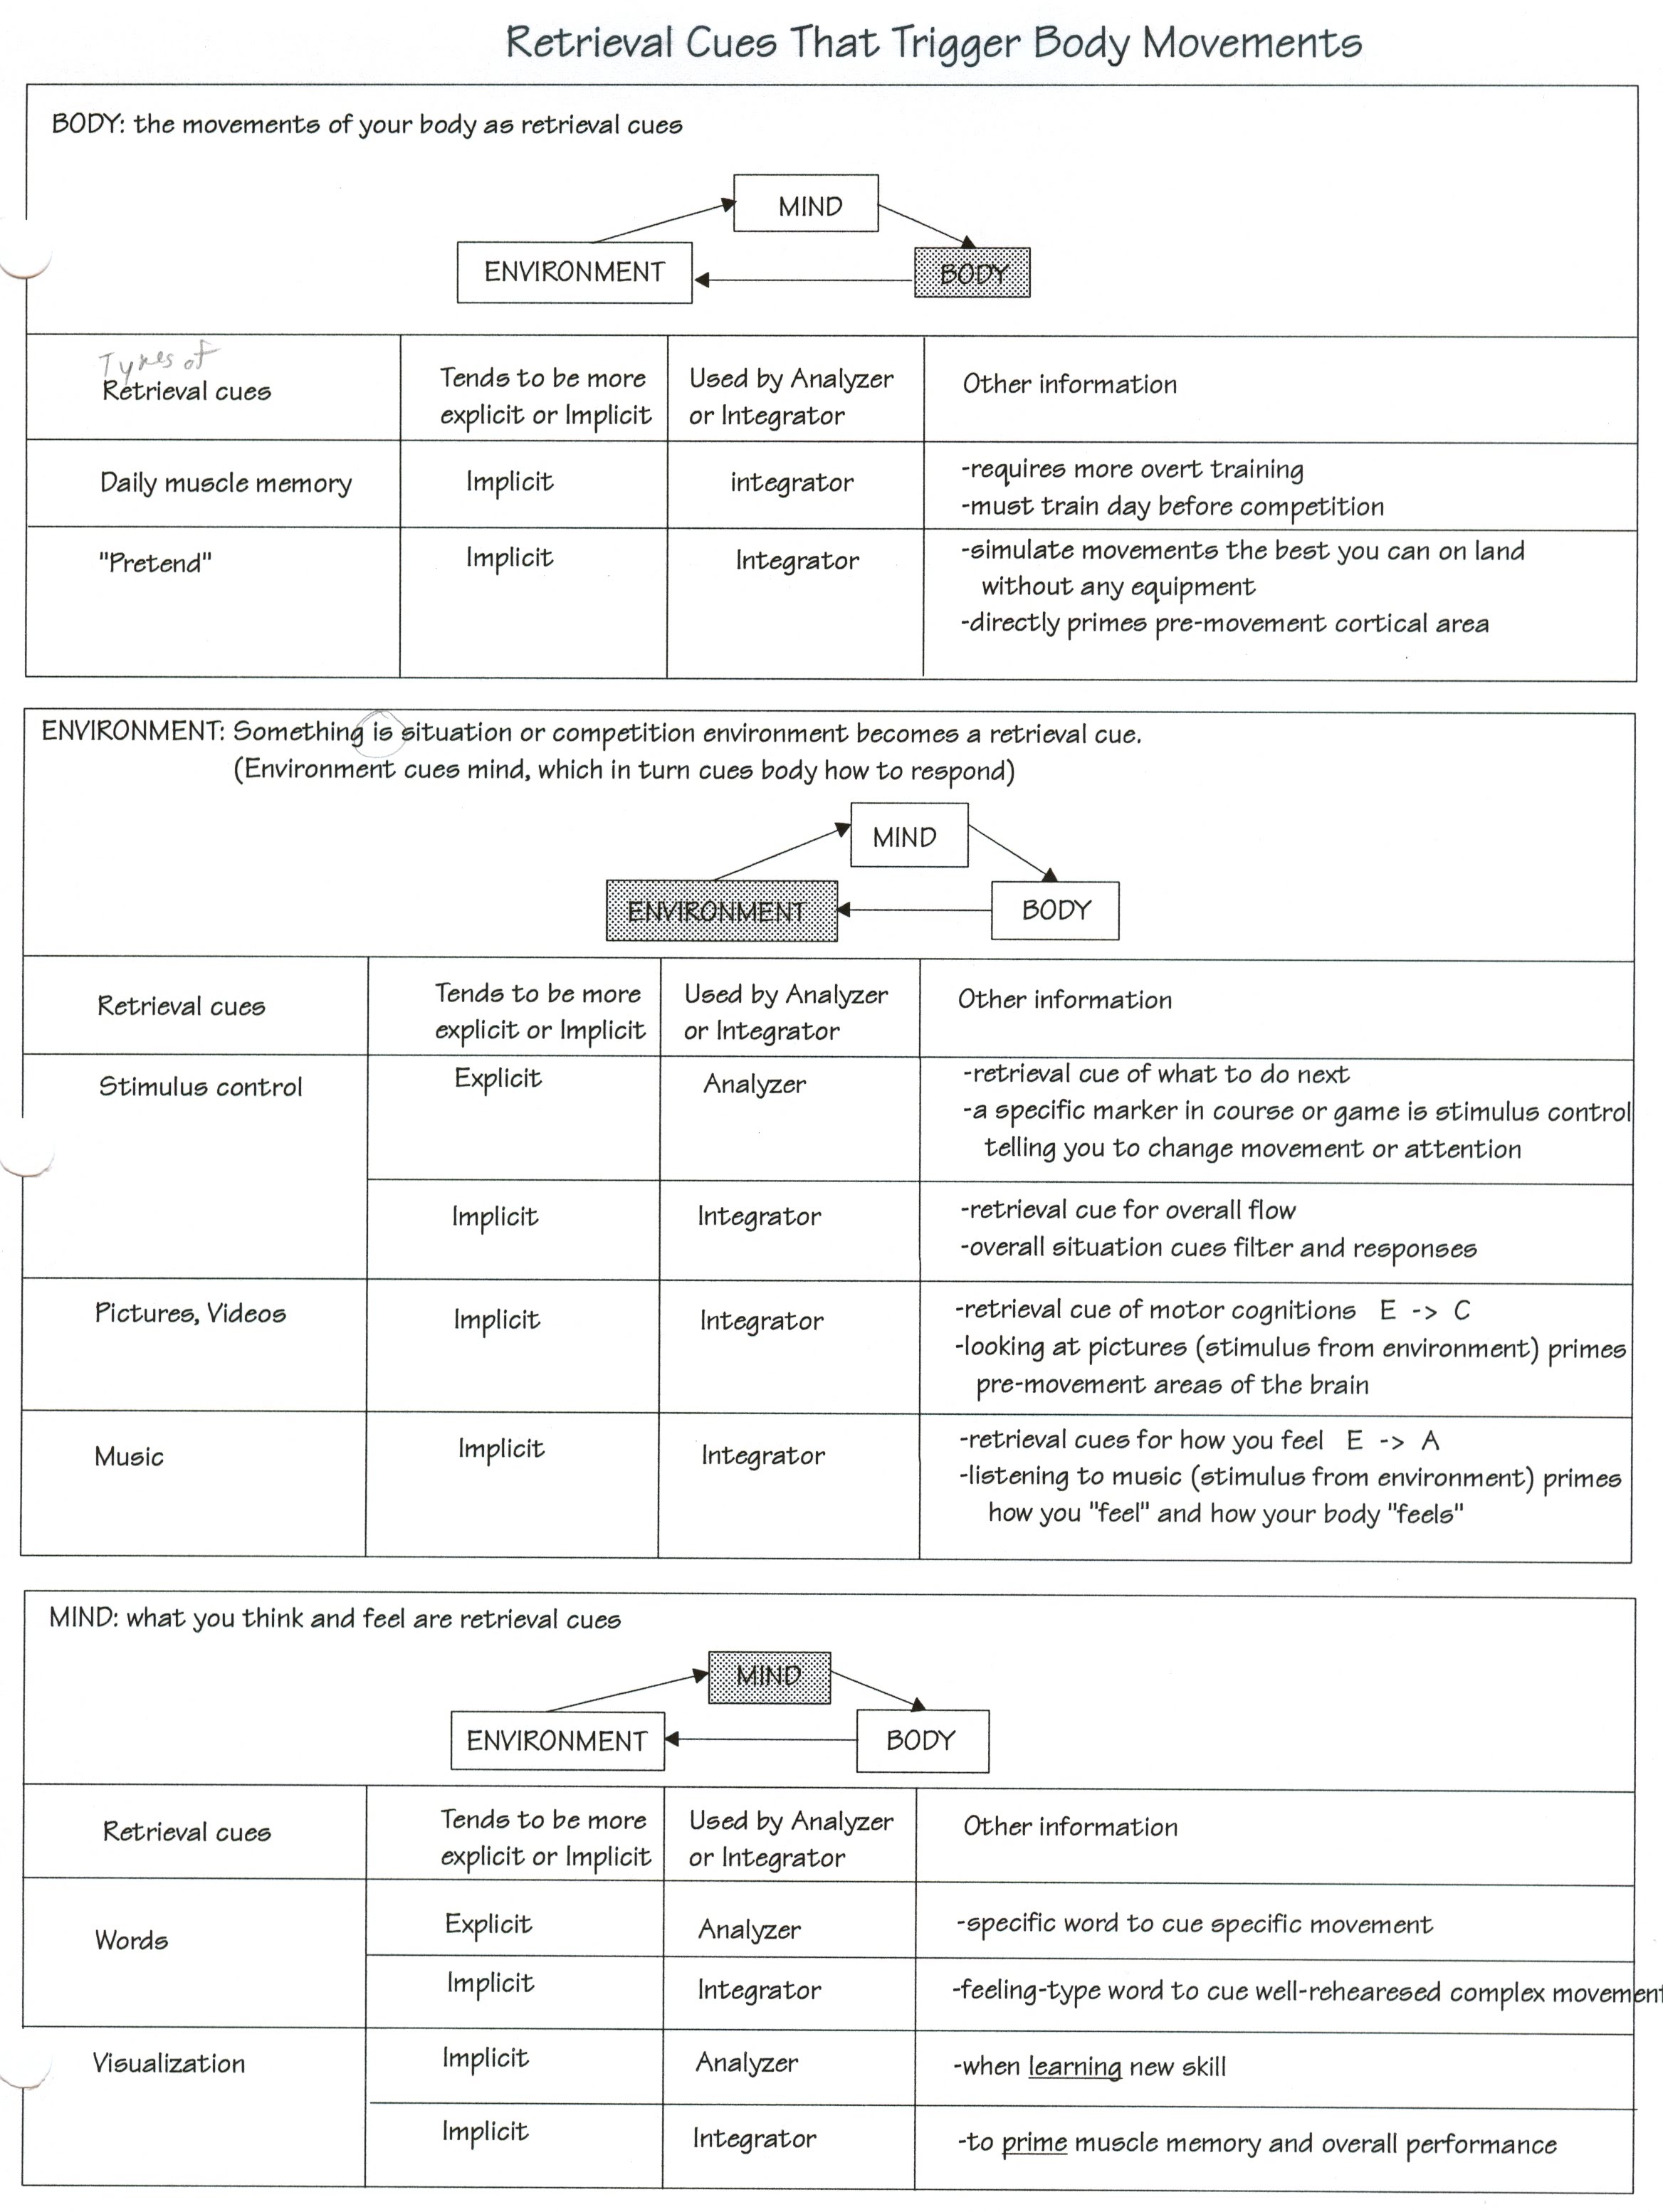 Retrieval Cues That Trigger Body Movements
BODY: the movements of your body as retrieval cues
MIND
ENVIRONMENT
BODY
Types of
Retrieval cues
Tends to be more
explicit or Implicit
Used by Analyzer
or Integrator
Other information
Daily muscle memory
Implicit
integrator
-requires more overt training
-must train day before competition
"Pretend"
Implicit
Integrator
-simulate movements the best you can on land
without any equipment
-directly primes pre-movement cortical area
ENVIRONMENT: Something is situation or competition environment becomes a retrieval cue.
(Environment cues mind, which in turn cues body how to respond)
MIND
ENVIRONMENT
BODY
Retrieval cues
Tends to be more
explicit or Implicit
Used by Analyzer
or Integrator
Other information
Stimulus control
Explicit
Analyzer
-retrieval cue of what to do next
-a specific marker in course or game is stimulus control
telling you to change movement or attention
Implicit
Integrator
-retrieval cue for overall flow
-overall situation cues filter and responses
Pictures, Videos
Implicit
Integrator
-retrieval cue of motor cognitions E -> C
-looking at pictures (stimulus from environment) primes
pre-movement areas of the brain
Music
Implicit
Integrator
-retrieval cues for how you feel E -> A
-listening to music (stimulus from environment) primes
how you "feel" and how your body "feels"
MIND: what you think and feel are retrieval cues
MIND
ENVIRONMENT
BODY
Retrieval cues
Tends to be more
explicit or Implicit
Used by Analyzer
or Integrator
Other information
Words
Explicit
Analyzer
-specific word to cue specific movement
Implicit
Integrator
-feeling-type word to cue well-rehearesed complex movement
Visualization
Implicit
Analyzer
-when learning new skill
Implicit
Integrator
-to prime muscle memory and overall performance